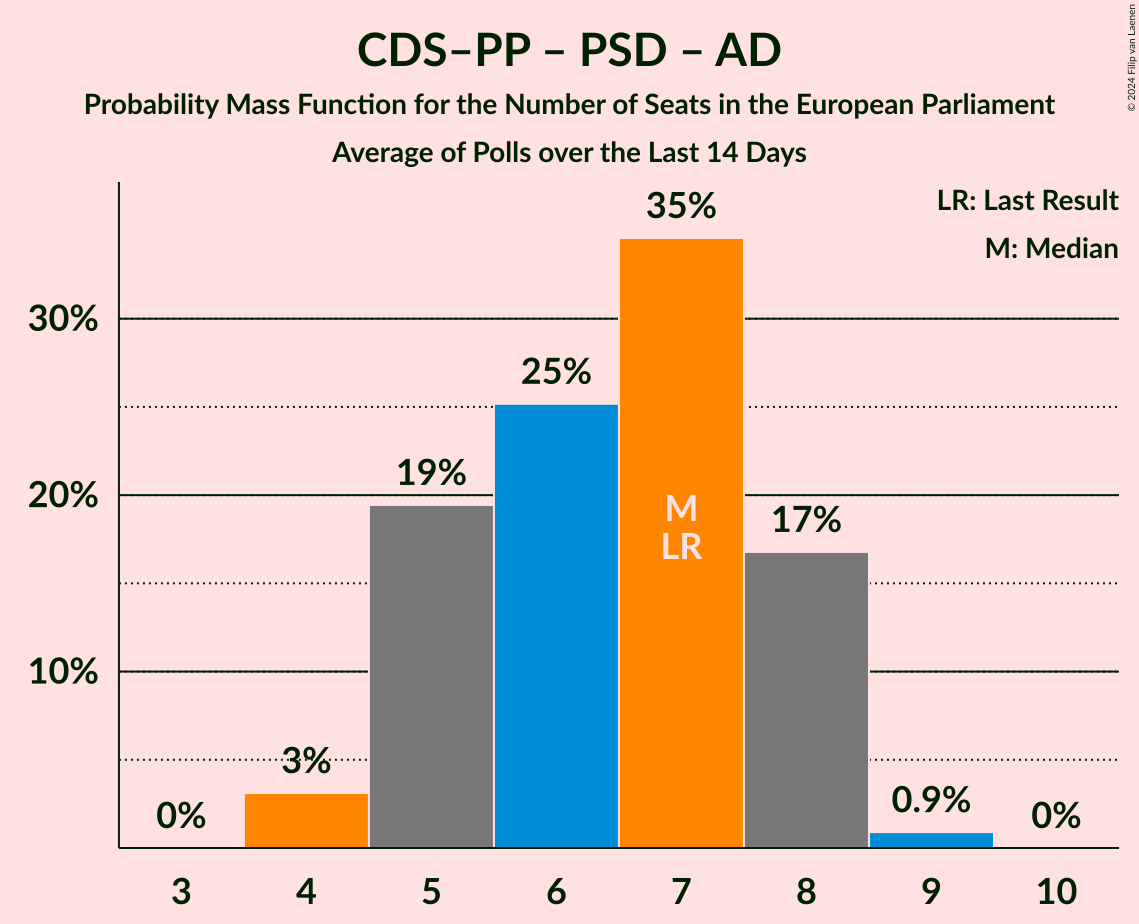 CDS–PP – PSD – AD
Probability Mass Function for the Number of Seats in the European Parliament
Average of Polls over the Last 14 Days
© 2024 Filip van Laenen
LR: Last Result
M: Median
35%
30%
25%
20%
19%
17%
M
LR
10%
3%
0%
0.9%
0%
3 4 5 6 7 8 9 10